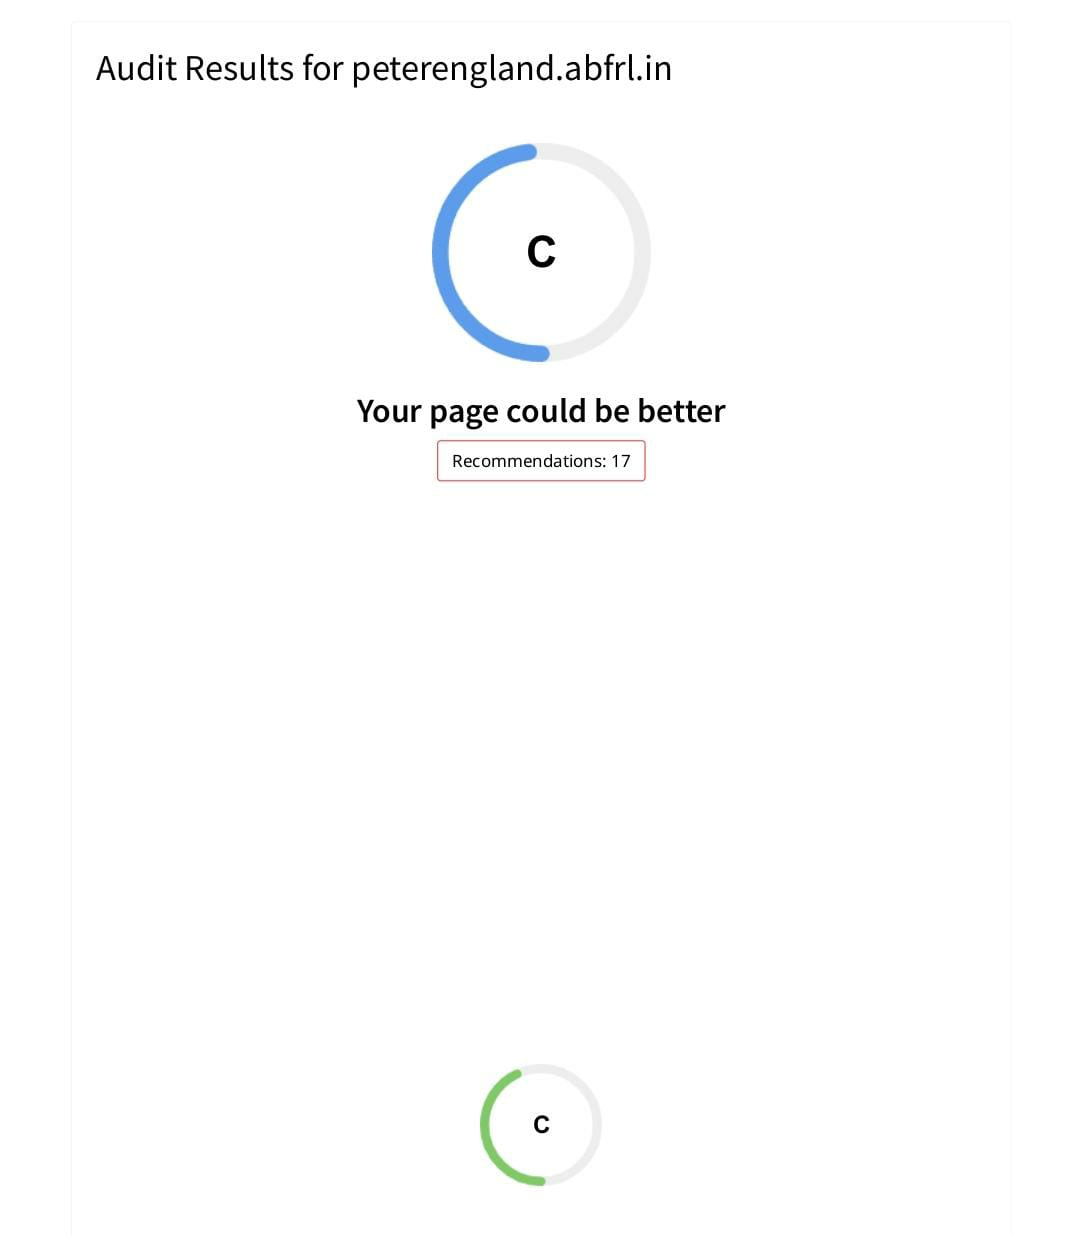 Audit Results for peterengland.abfrl.in
C
Your page could be better
Recommendations: 17
C